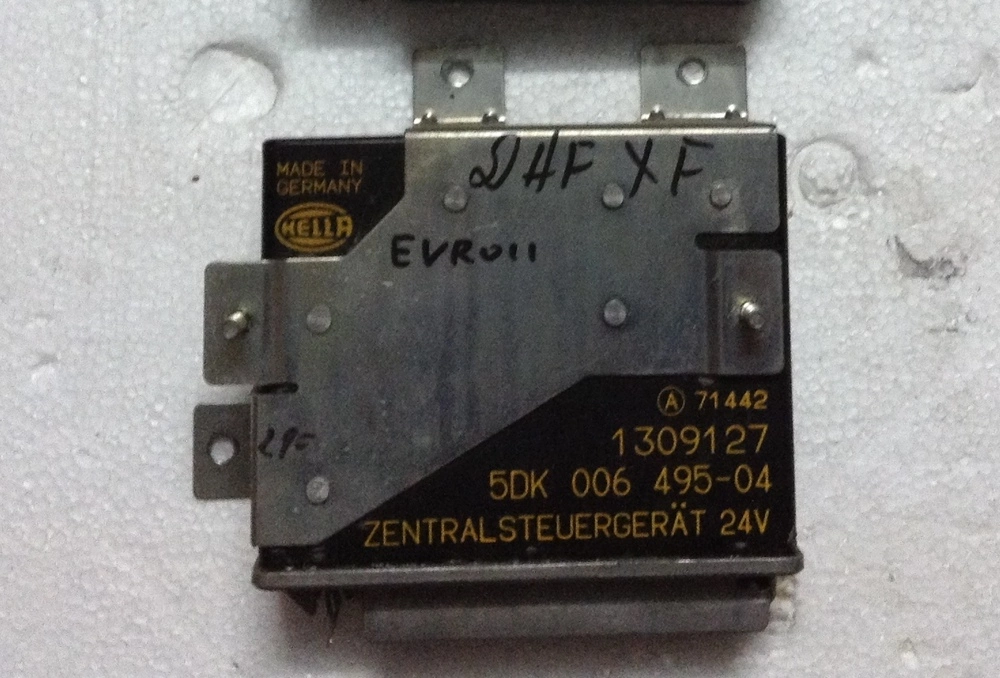 MADE IN
GERMANY
HELLA
DAF XF
EVRO11
A 71442
1309127
5DK 006 495-04
ZENTRALSTEUERGERÄT 24V